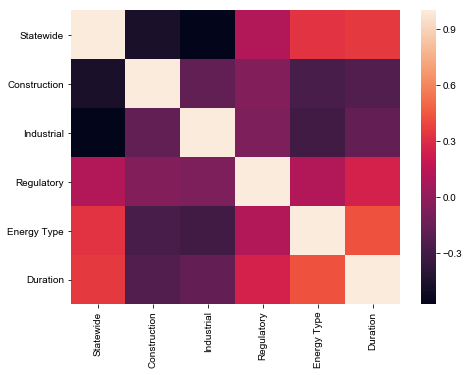 Statewide
Construction
Industrial
Regulatory
Energy Type
Duration
Statewide
Construction
Industrial
Regulatory
Energy Type
Duration
0.9
0.6
0.3
0.0
−0.3